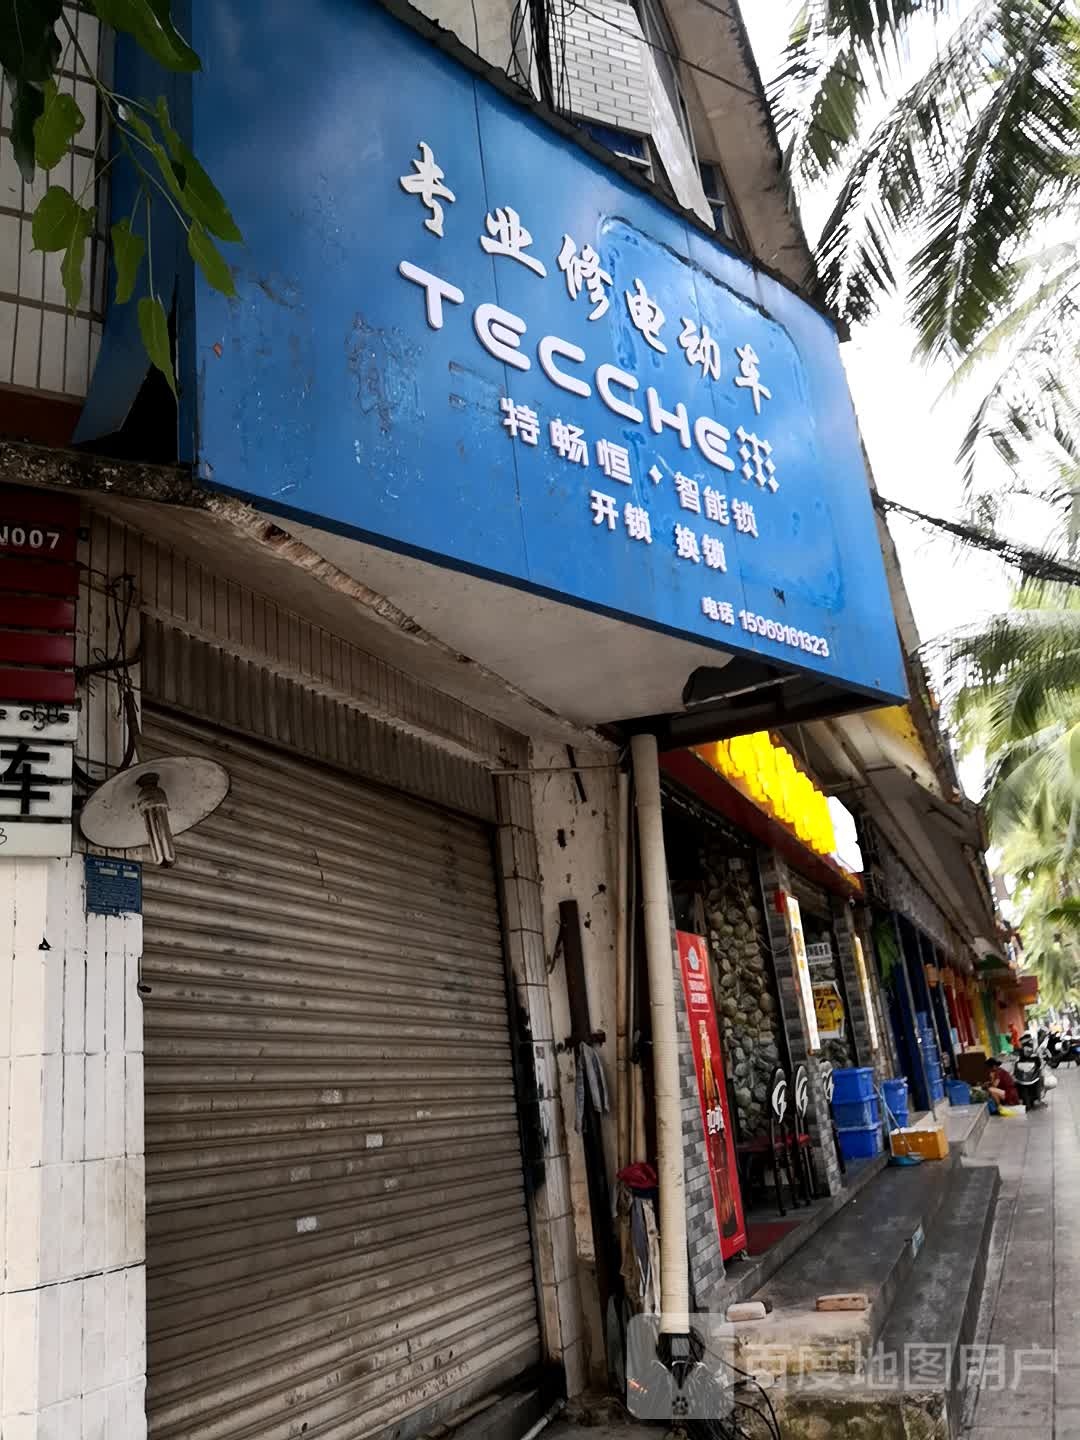 专业修电动车
TECCHE
特畅恒·智能锁
开锁 换锁
电话 15969161323
N007
车
百度地图用户